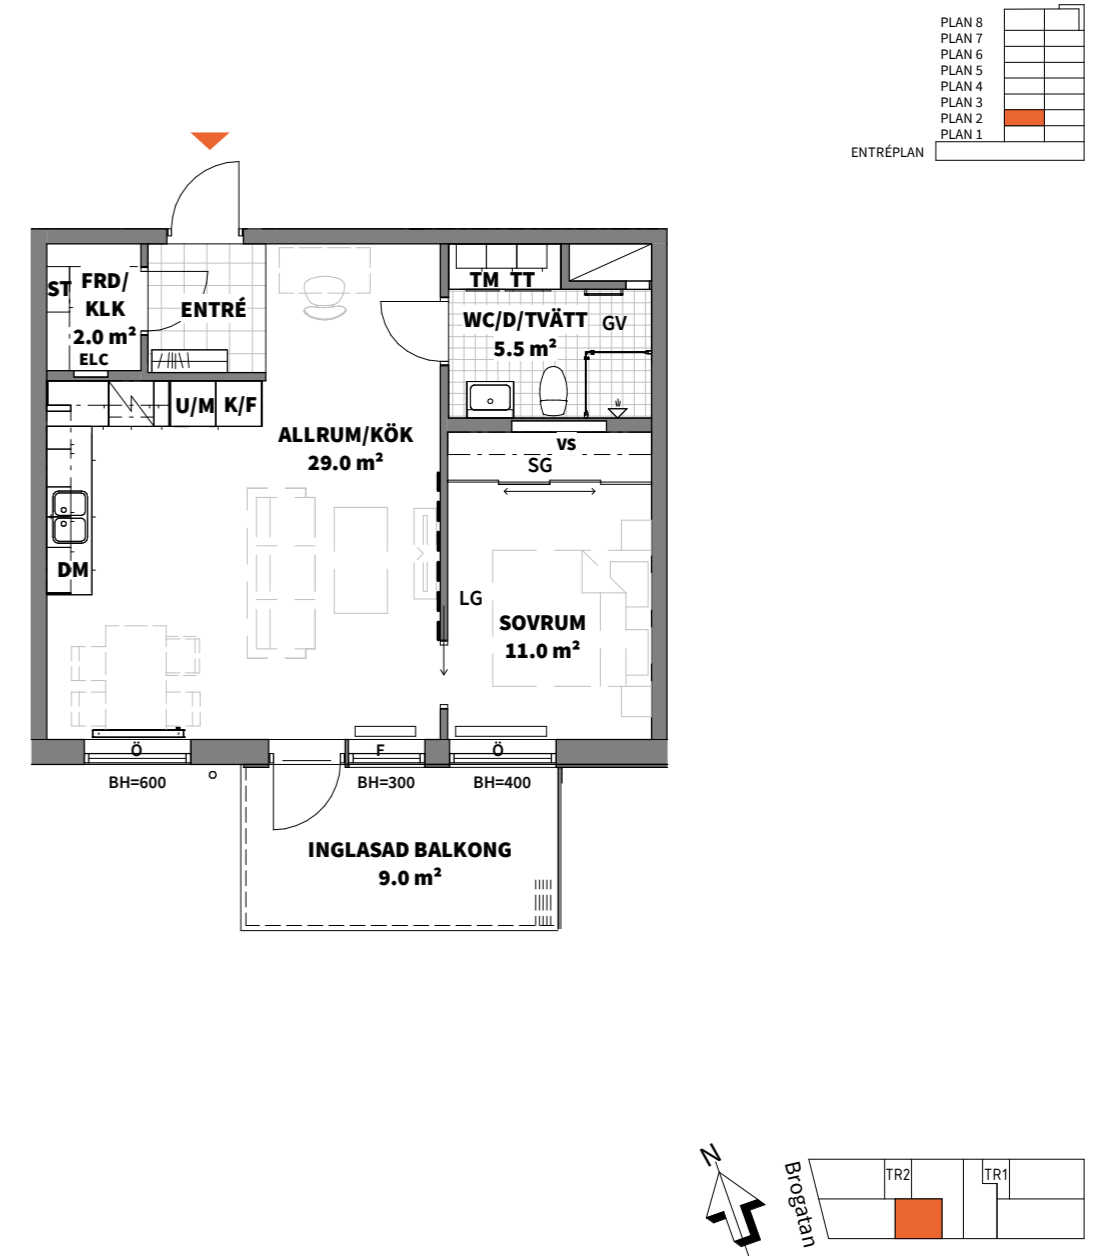 PLAN 8
PLAN 7
PLAN 6
PLAN 5
PLAN 4
PLAN 3
PLAN 2
PLAN 1
ENTRÉPLAN
ST
FRD/
KLK
2.0 m²
ELC
ENTRÉ
TM TT
WC/D/TVÄTT
5.5 m²
GV
U/M K/F
ALLRUM/KÖK
29.0 m²
VS
SG
DM
LG
SOVRUM
11.0 m²
Ö
F
Ö
BH=600
BH=300
BH=400
INGLASAD BALKONG
9.0 m²
N
Brogatan
TR2
TR1